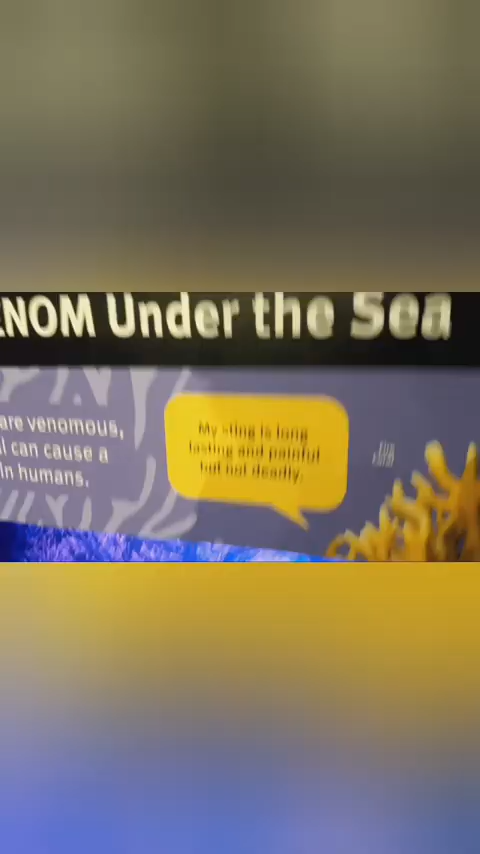 ENOM Under the Sea
are venomous,
l can cause a
in humans.
My sting is long
lasting and painful
but not deadly.